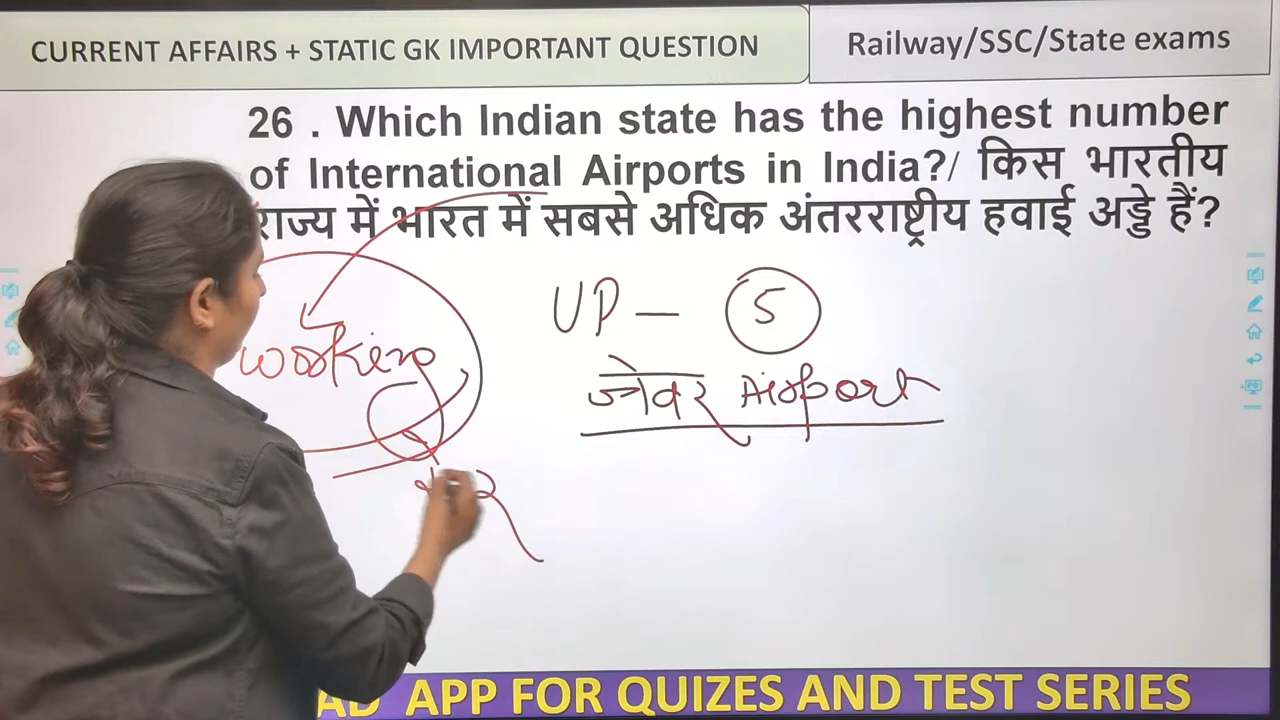 CURRENT AFFAIRS + STATIC GK IMPORTANT QUESTION
Railway/SSC/State exams
26 . Which Indian state has the highest number
of International Airports in India?/ किस भारतीय
राज्य में भारत में सबसे अधिक अंतरराष्ट्रीय हवाई अड्डे हैं?
UP – 5
working
जेवर Airport
APP FOR QUIZES AND TEST SERIES